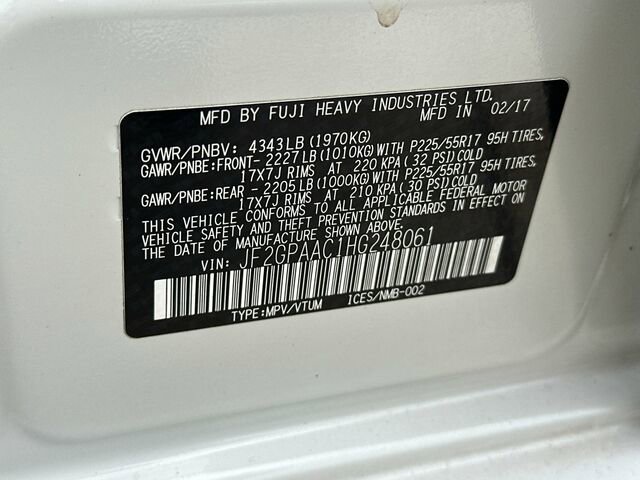 MFD BY FUJI HEAVY INDUSTRIES LTD.
MFD IN 02/17
GVWR/PNBV: 4343LB(1970KG)
GAWR/PNBE:FRONT- 2227LB(1010KG)WITH P225/55R17 95H TIRES,
17X7J RIMS AT 220 KPA(32 PSI)COLD
GAWR/PNBE:REAR - 2205LB(1000KG)WITH P225/55R17 95H TIRES,
17X7J RIMS AT 210 KPA(30 PSI)COLD
THIS VEHICLE CONFORMS TO ALL APPLICABLE FEDERAL MOTOR
VEHICLE SAFETY AND THEFT PREVENTION STANDARDS IN EFFECT ON
THE DATE OF MANUFACTURE SHOWN ABOVE.
VIN: JF2GPAAC1HG248061
TYPE:MPV/VTUM ICES/NMB-002